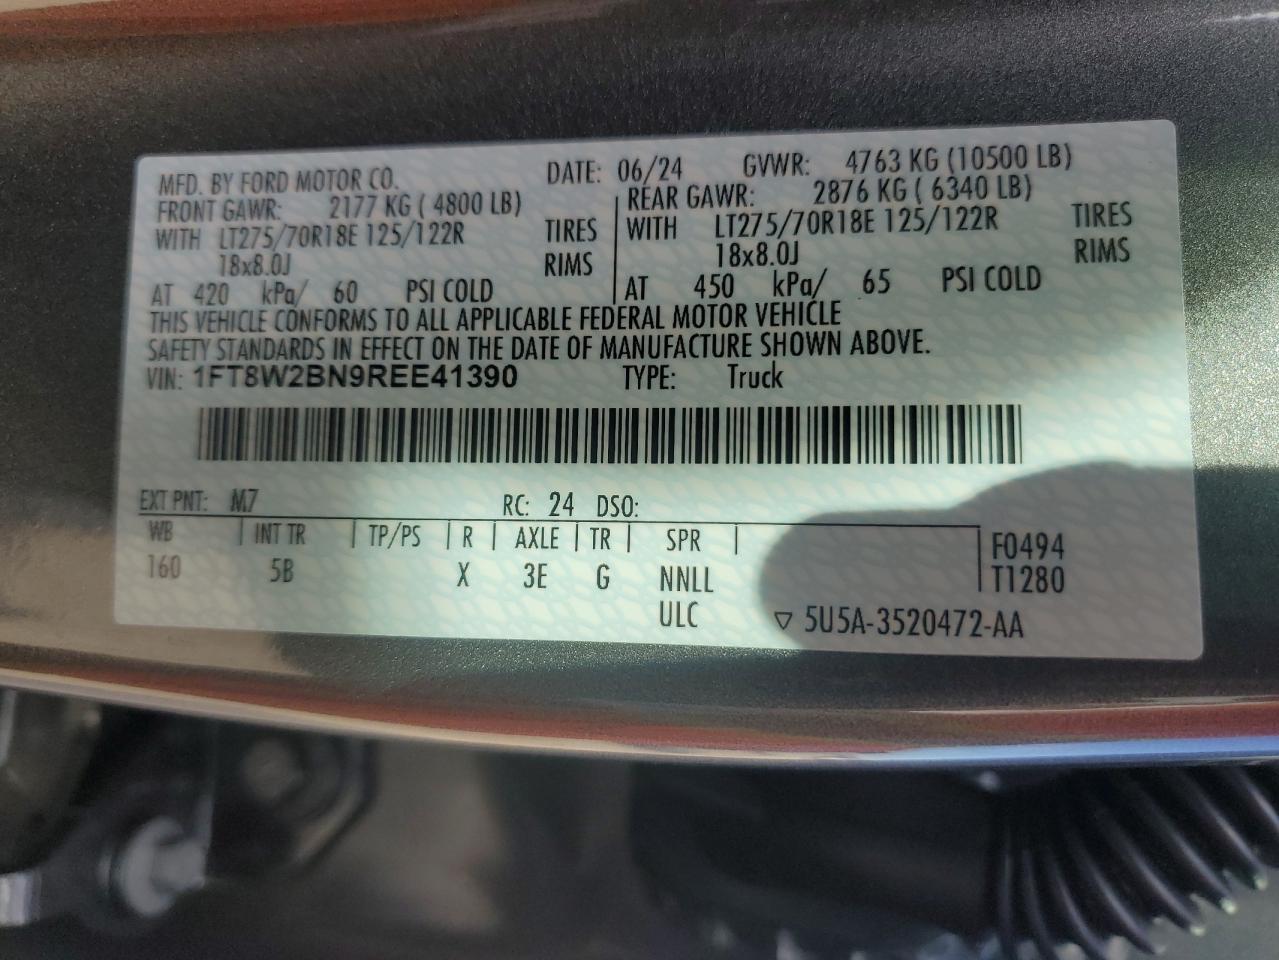 MFD. BY FORD MOTOR CO. DATE: 06/24 GVWR: 4763 KG (10500 LB)
FRONT GAWR: 2177 KG ( 4800 LB) REAR GAWR: 2876 KG ( 6340 LB)
WITH LT275/70R18E 125/122R TIRES WITH LT275/70R18E 125/122R TIRES
18x8.0J RIMS 18x8.0J RIMS
AT 420 kPa/ 60 PSI COLD AT 450 kPa/ 65 PSI COLD
THIS VEHICLE CONFORMS TO ALL APPLICABLE FEDERAL MOTOR VEHICLE
SAFETY STANDARDS IN EFFECT ON THE DATE OF MANUFACTURE SHOWN ABOVE.
VIN: 1FT8W2BN9REE41390 TYPE: Truck
EXT PNT: M7 RC: 24 DSO:
WB INT TR TP/PS R AXLE TR SPR F0494
160 5B X 3E G NNLL T1280
ULC ▽ 5U5A-3520472-AA